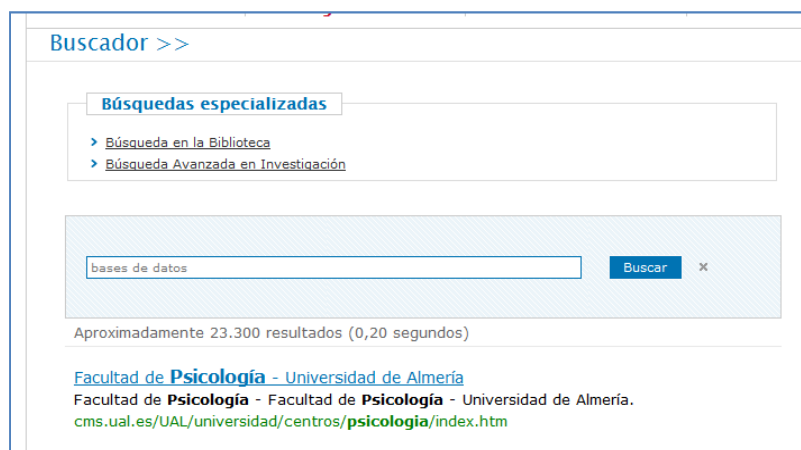 Buscador >>
Búsquedas especializadas
Búsqueda en la Biblioteca
Búsqueda Avanzada en Investigación
bases de datos
Buscar ×
Aproximadamente 23.300 resultados (0,20 segundos)
Facultad de Psicología - Universidad de Almería
Facultad de Psicología - Facultad de Psicología - Universidad de Almería.
cms.ual.es/UAL/universidad/centros/psicologia/index.htm